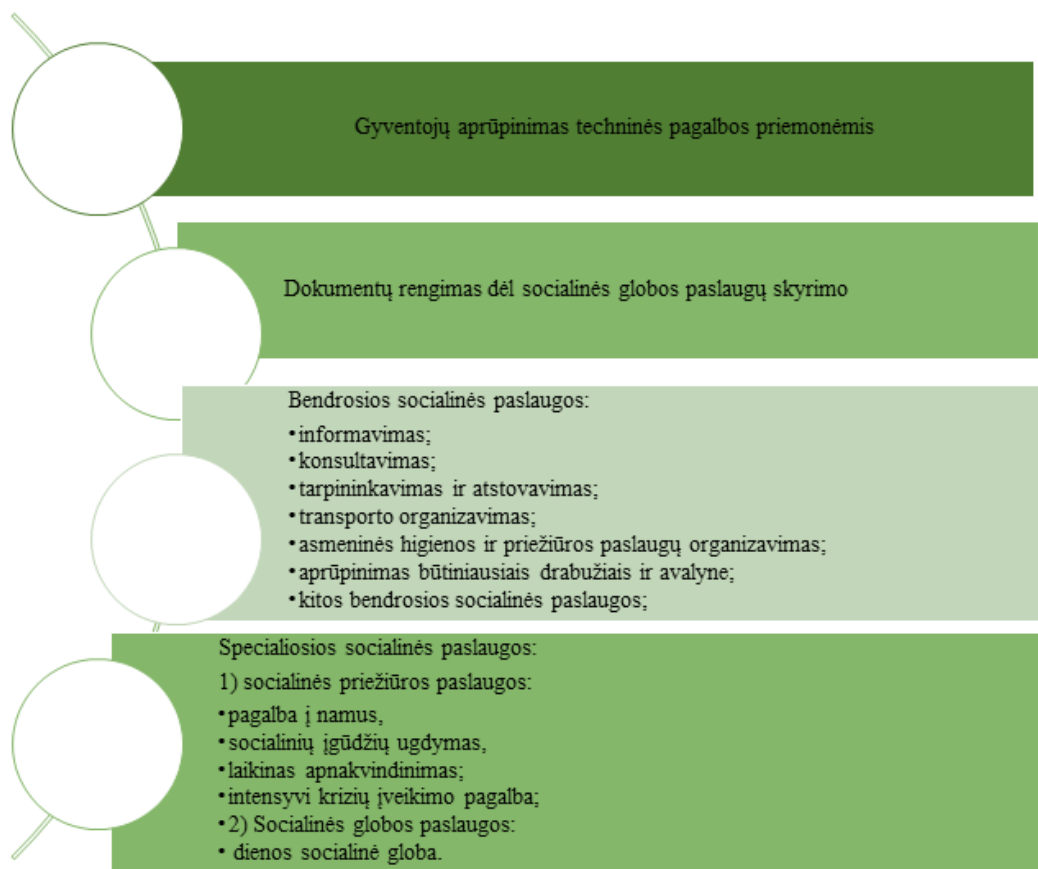 Gyventojų aprūpinimas techninės pagalbos priemonėmis
Dokumentų rengimas dėl socialinės globos paslaugų skyrimo
Bendrosios socialinės paslaugos:
•informavimas;
•konsultavimas;
•tarpininkavimas ir atstovavimas;
•transporto organizavimas;
•asmeninės higienos ir priežiūros paslaugų organizavimas;
•aprūpinimas būtiniausiais drabužiais ir avalyne;
•kitos bendrosios socialinės paslaugos;
Specialiosios socialinės paslaugos:
1) socialinės priežiūros paslaugos:
•pagalba į namus,
•socialinių įgūdžių ugdymas,
•laikinas apnakvindinimas;
•intensyvi krizių įveikimo pagalba;
•2) Socialinės globos paslaugos:
• dienos socialinė globa.